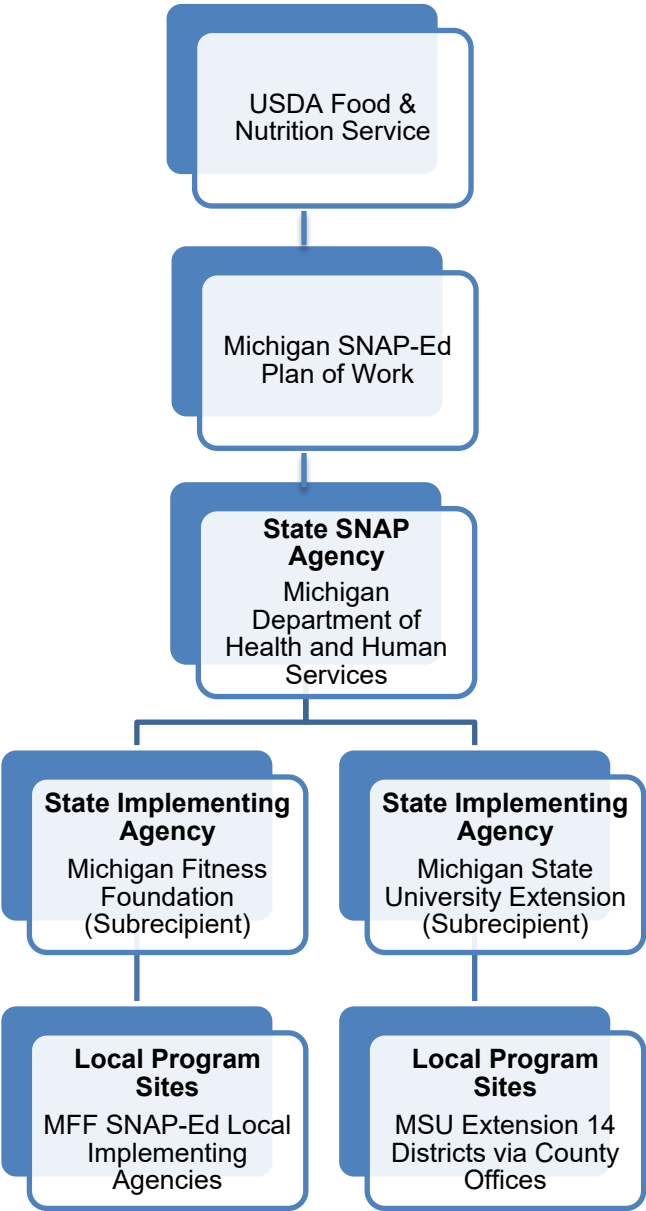 USDA Food &
Nutrition Service
Michigan SNAP-Ed
Plan of Work
State SNAP
Agency
Michigan
Department of
Health and Human
Services
State Implementing
Agency
Michigan Fitness
Foundation
(Subrecipient)
State Implementing
Agency
Michigan State
University Extension
(Subrecipient)
Local Program
Sites
MFF SNAP-Ed Local
Implementing
Agencies
Local Program
Sites
MSU Extension 14
Districts via County
Offices